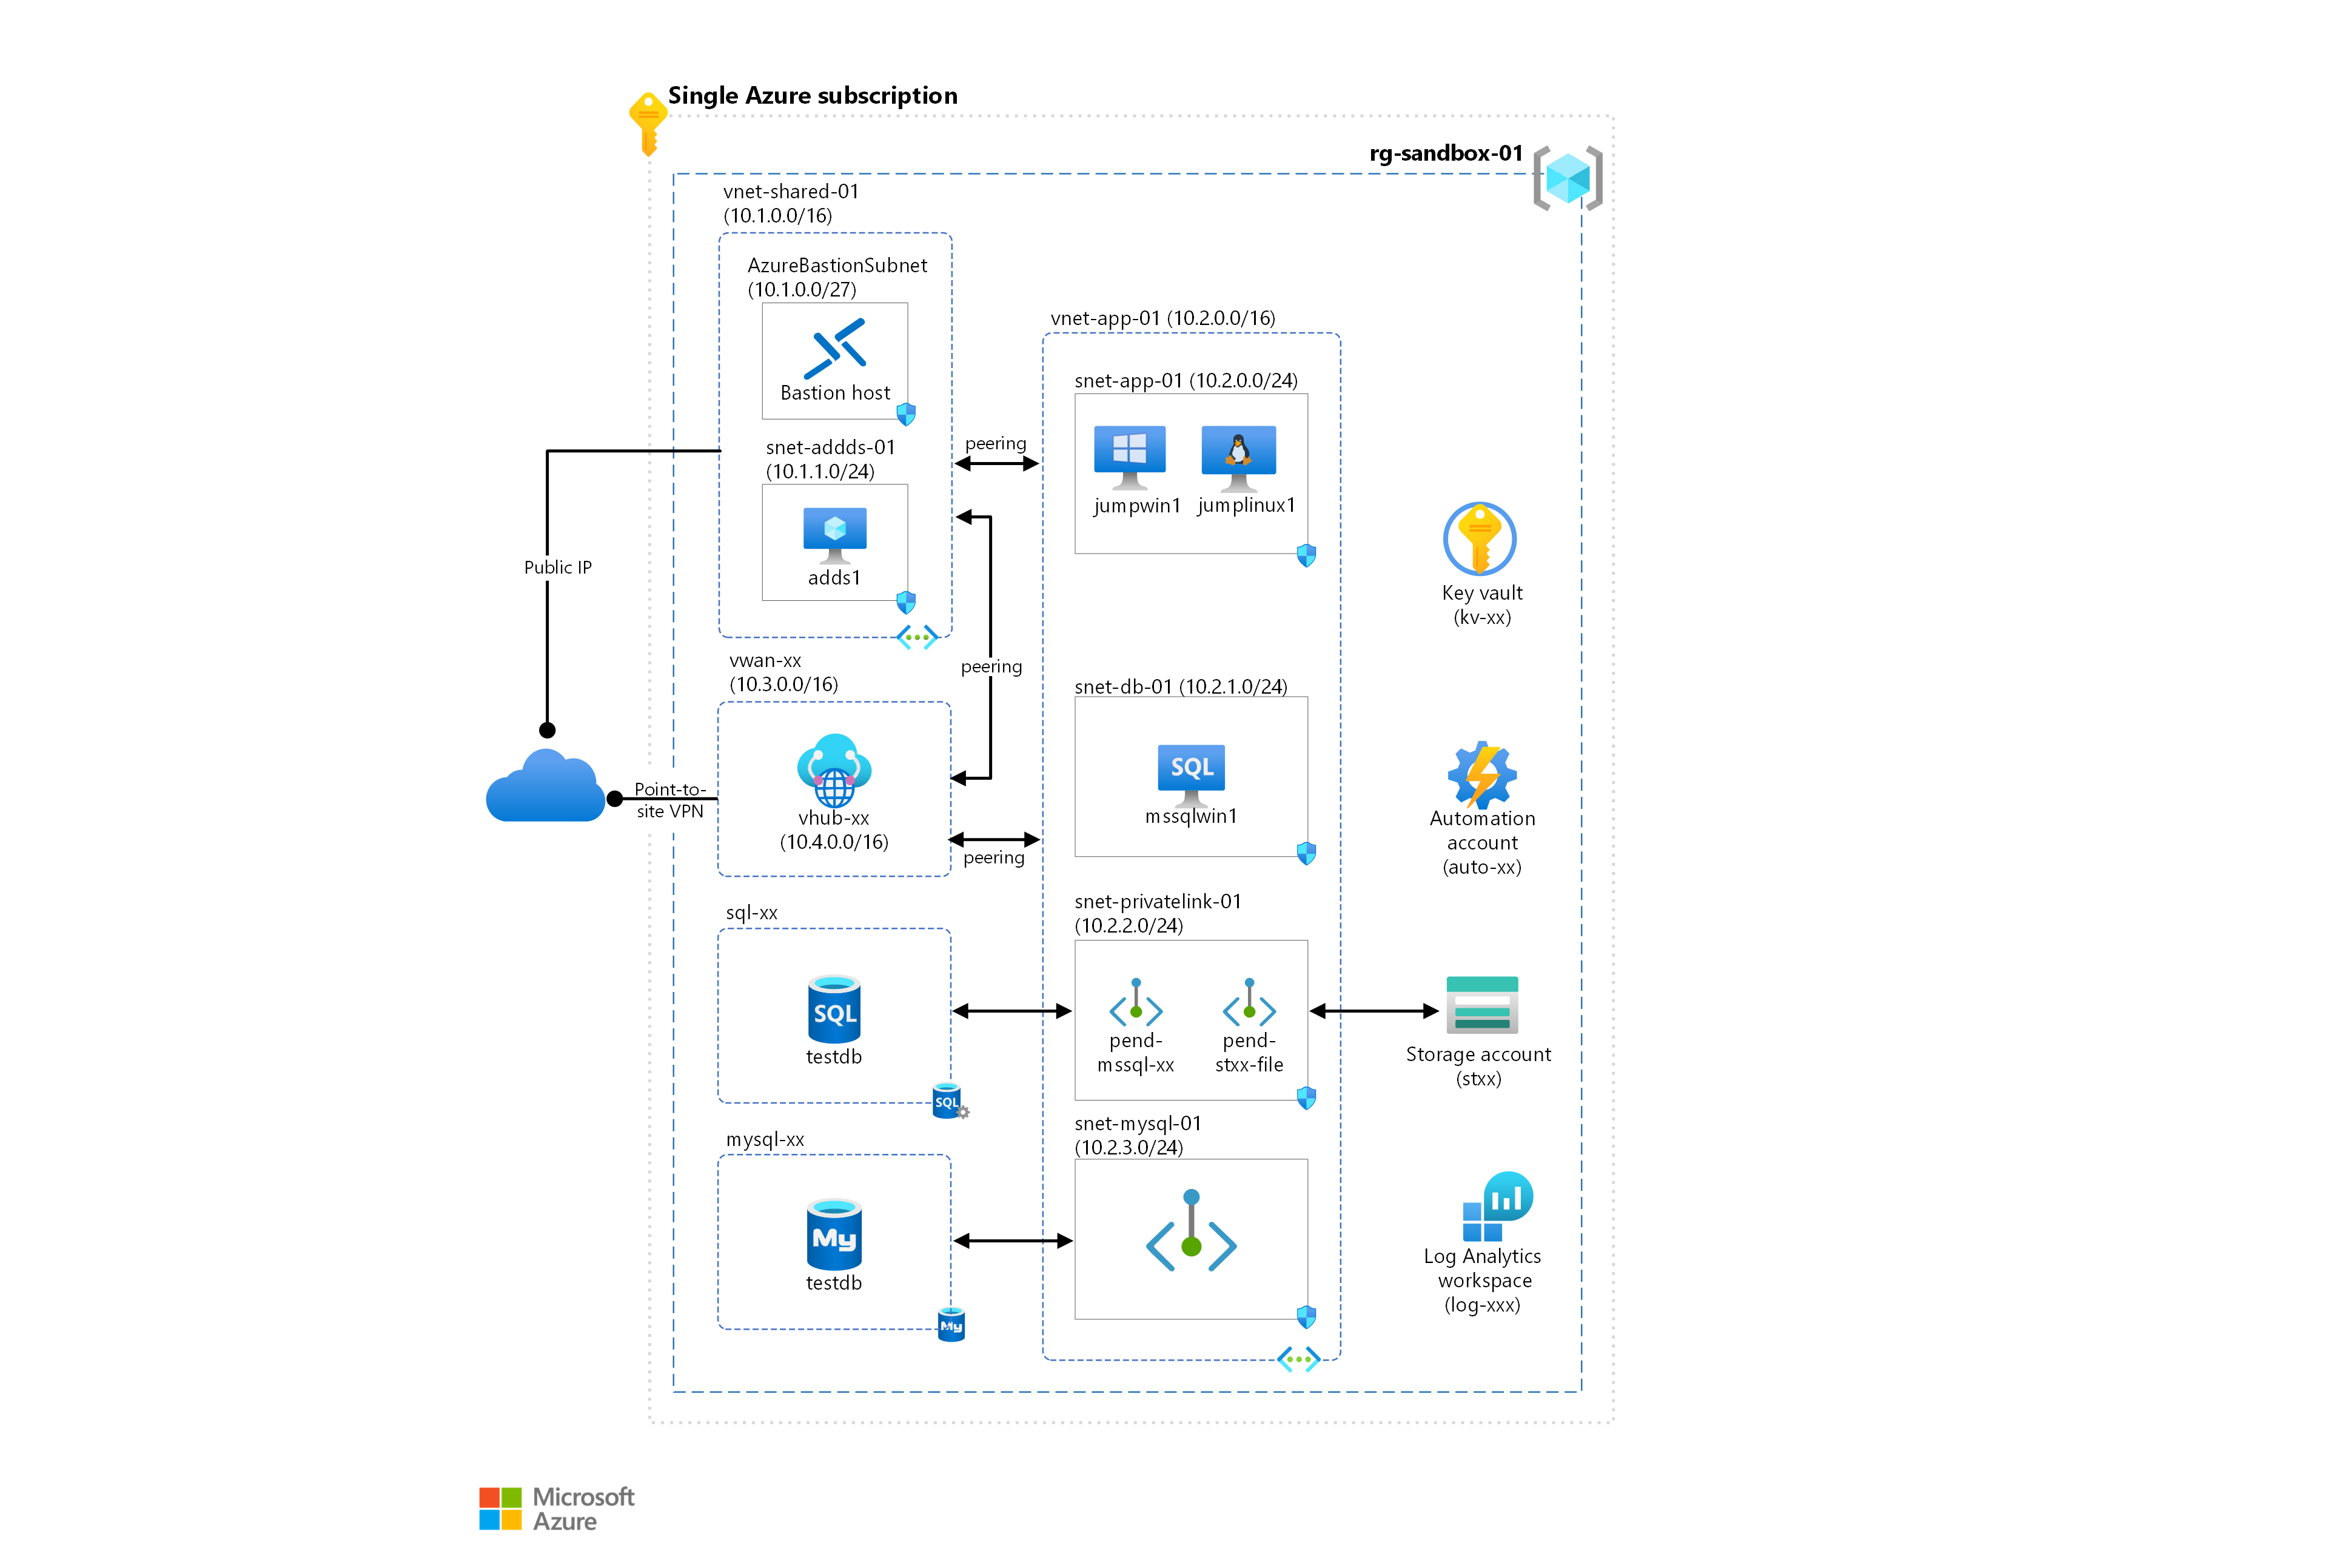 Single Azure subscription
rg-sandbox-01
vnet-shared-01
(10.1.0.0/16)
AzureBastionSubnet
(10.1.0.0/27)
Bastion host
snet-addds-01
(10.1.1.0/24)
adds1
peering
peering
peering
Public IP
Point-to-
site VPN
vwan-xx
(10.3.0.0/16)
vhub-xx
(10.4.0.0/16)
sql-xx
SQL
testdb
SQL
mysql-xx
My
testdb
My
vnet-app-01 (10.2.0.0/16)
snet-app-01 (10.2.0.0/24)
jumpwin1
jumplinux1
snet-db-01 (10.2.1.0/24)
SQL
mssqlwin1
snet-privatelink-01
(10.2.2.0/24)
pend-
mssql-xx
pend-
stxx-file
snet-mysql-01
(10.2.3.0/24)
Key vault
(kv-xx)
Automation
account
(auto-xx)
Storage account
(stxx)
Log Analytics
workspace
(log-xxx)
Microsoft
Azure